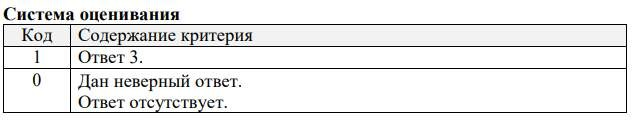 Система оценивания
Код Содержание критерия
1 Ответ 3.
0 Дан неверный ответ.
Ответ отсутствует.